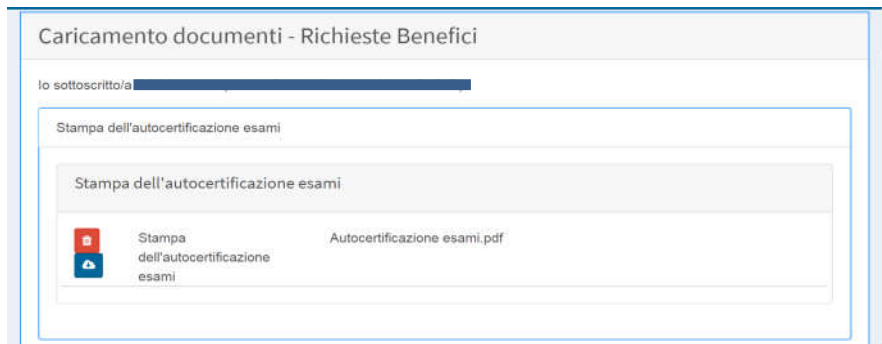 Caricamento documenti - Richieste Benefici
Io sottoscritto/a
Stampa dell'autocertificazione esami
Stampa dell'autocertificazione esami
Stampa Autocertificazione esami.pdf
dell'autocertificazione
esami